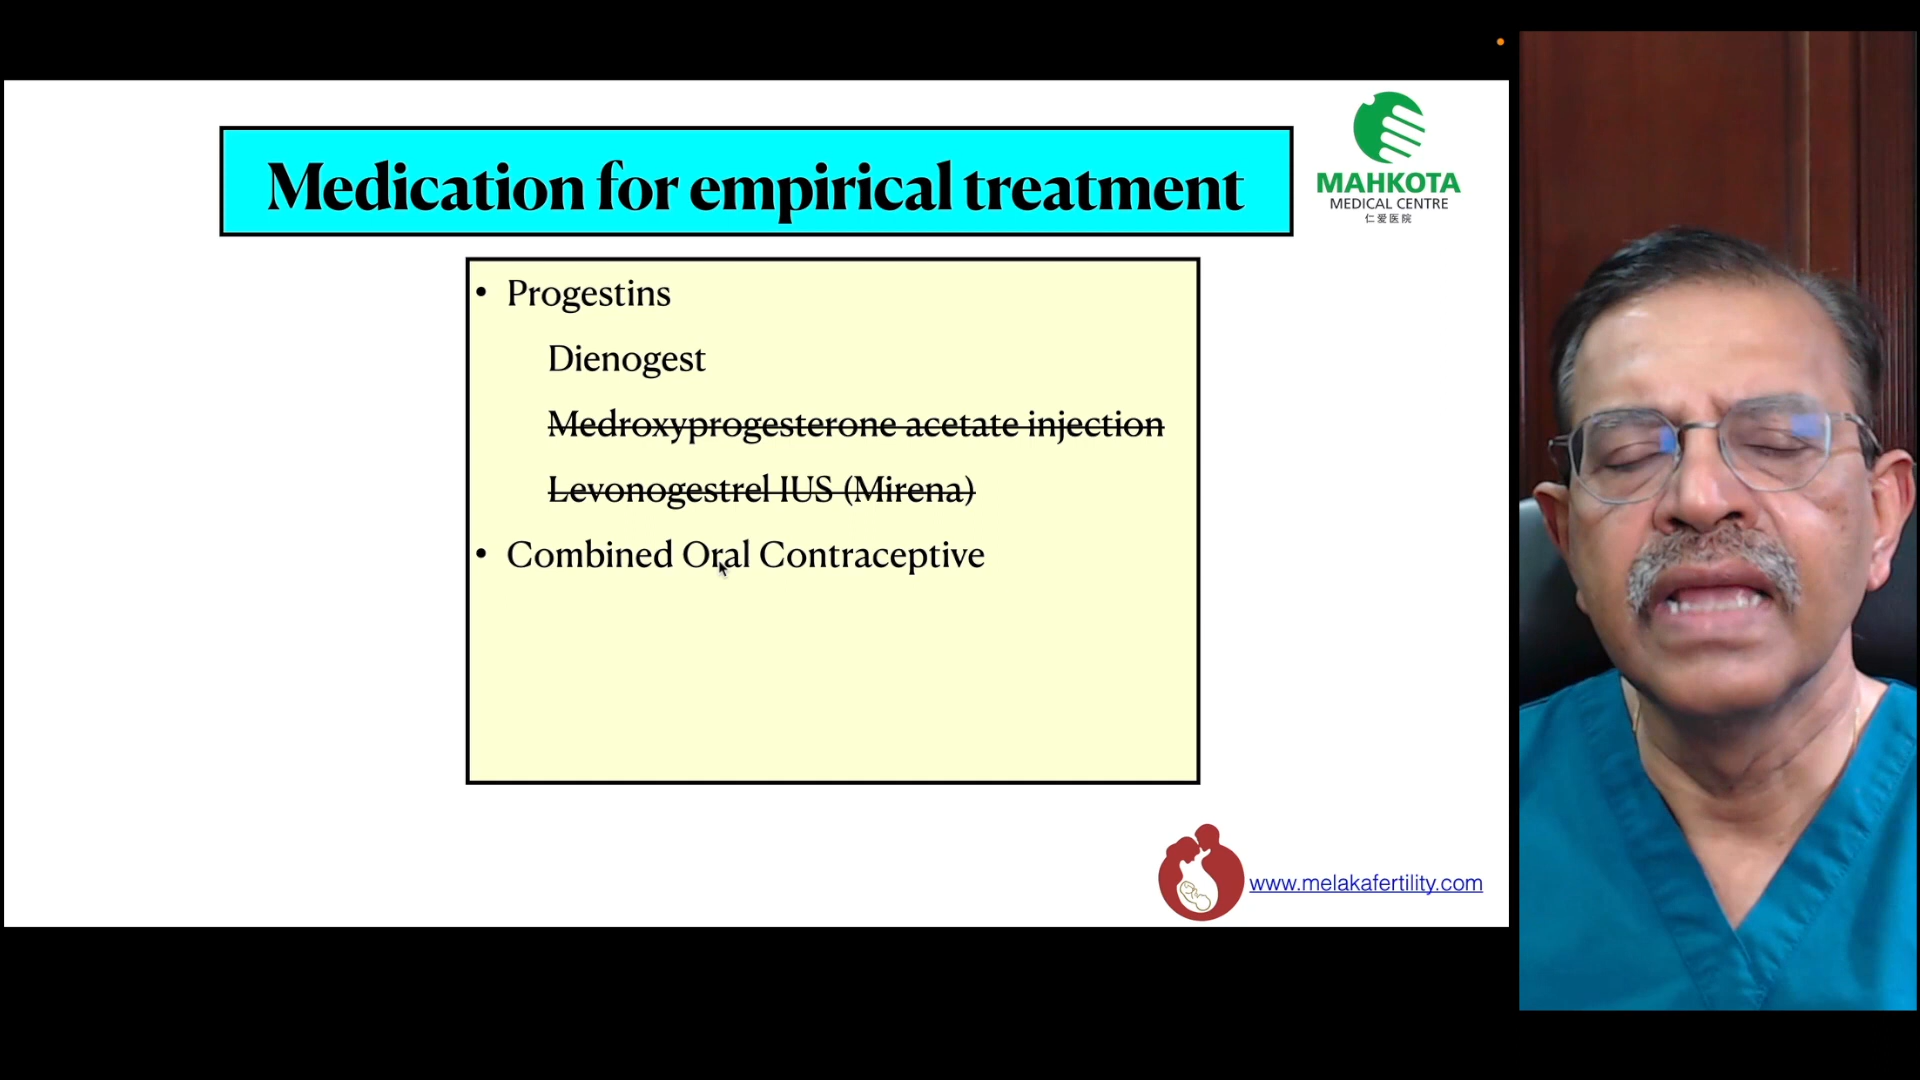 Medication for empirical treatment
MAHKOTA
MEDICAL CENTRE
仁爱医院
• Progestins
Dienogest
Medroxyprogesterone acetate injection
Levonogestrel IUS (Mirena)
• Combined Oral Contraceptive
www.melakafertility.com